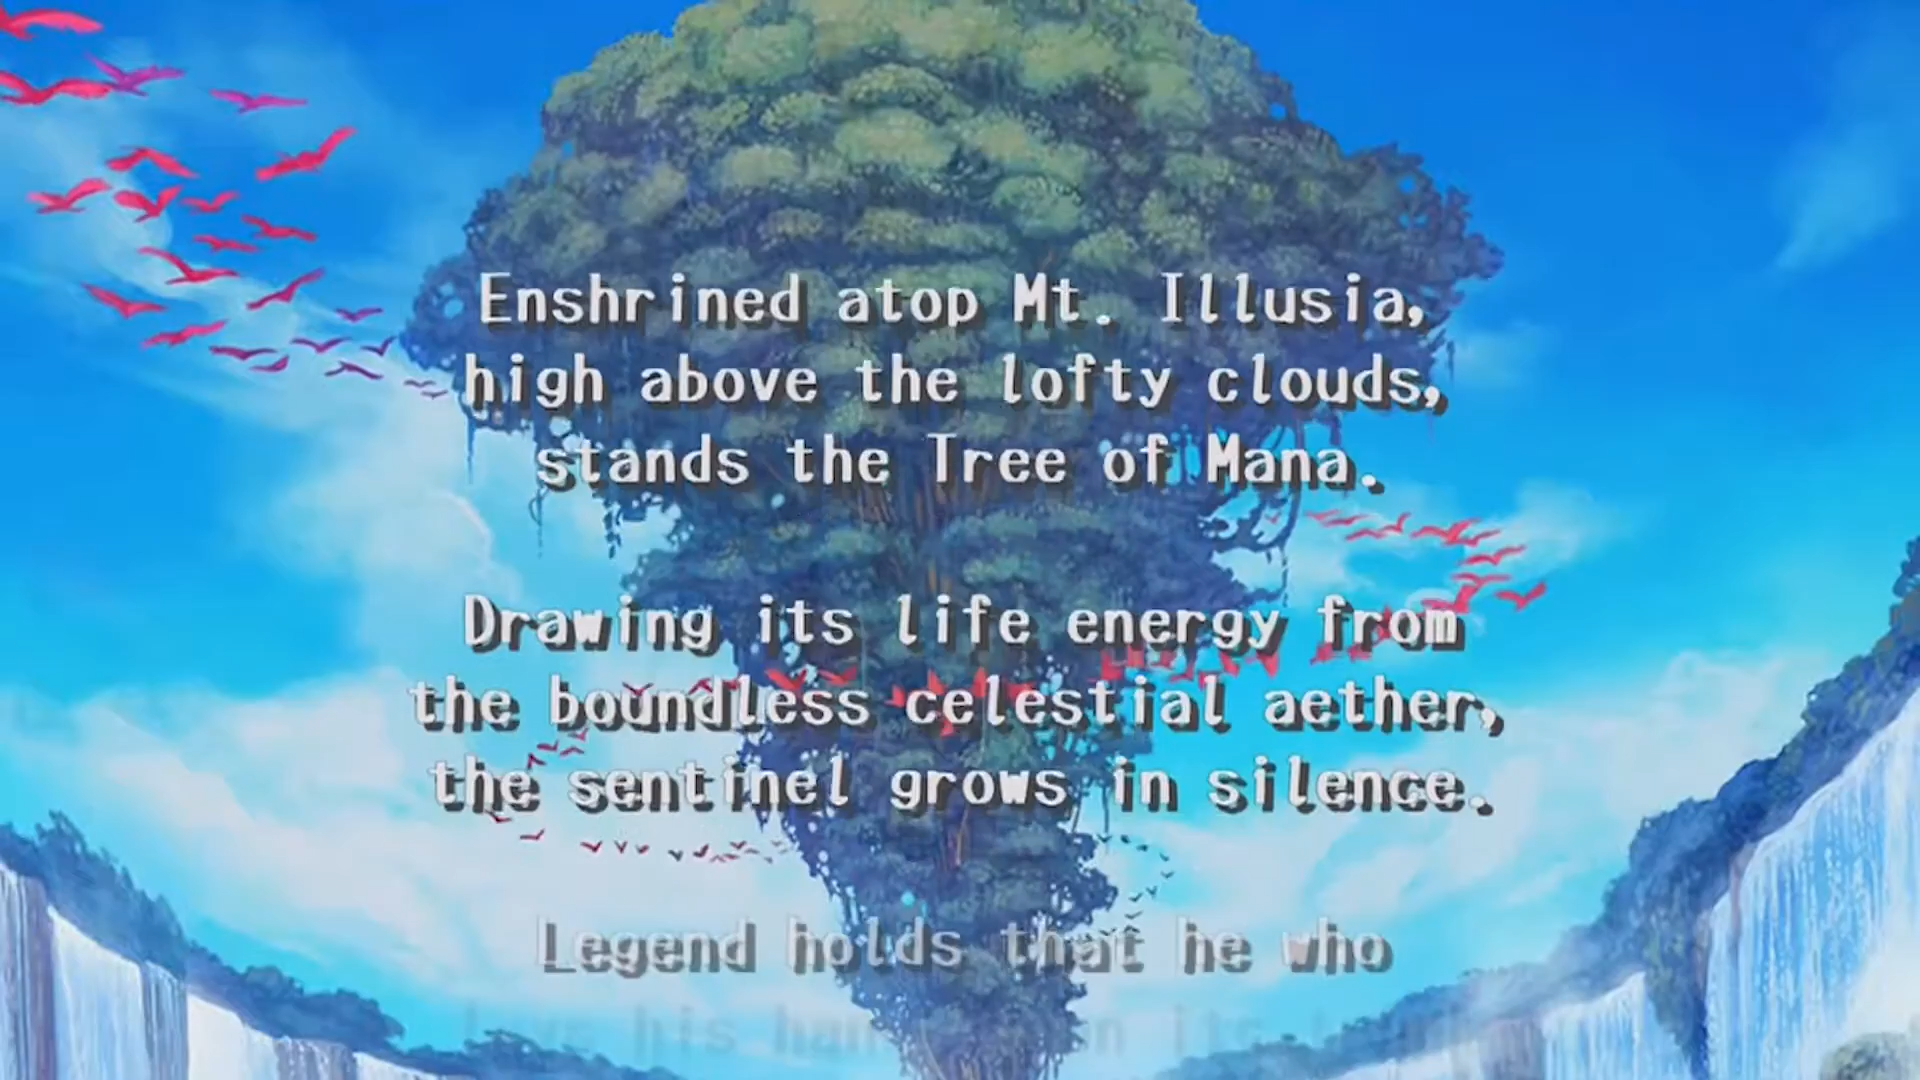 Enshrined atop Mt. Illusia,
high above the lofty clouds,
stands the Tree of Mana.
Drawing its life energy from
the boundless celestial aether,
the sentinel grows in silence.
Legend holds that he who
his